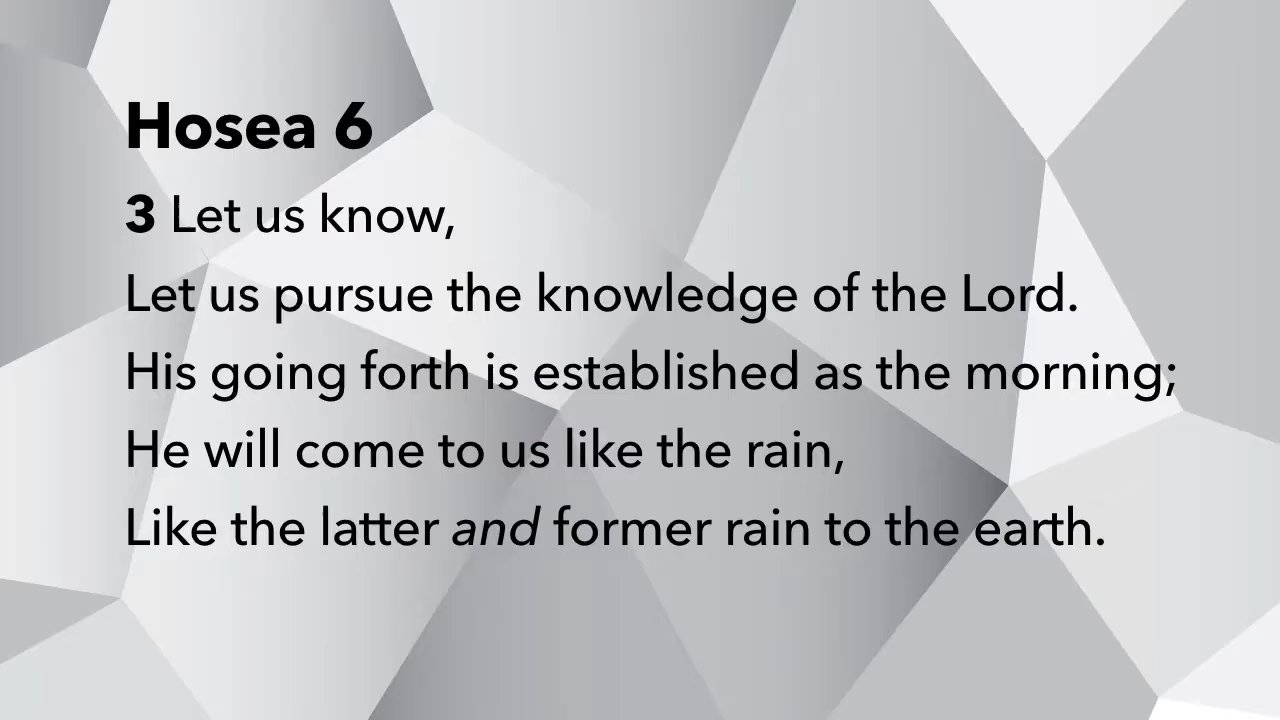 Hosea 6
3 Let us know,
Let us pursue the knowledge of the Lord.
His going forth is established as the morning;
He will come to us like the rain,
Like the latter and former rain to the earth.